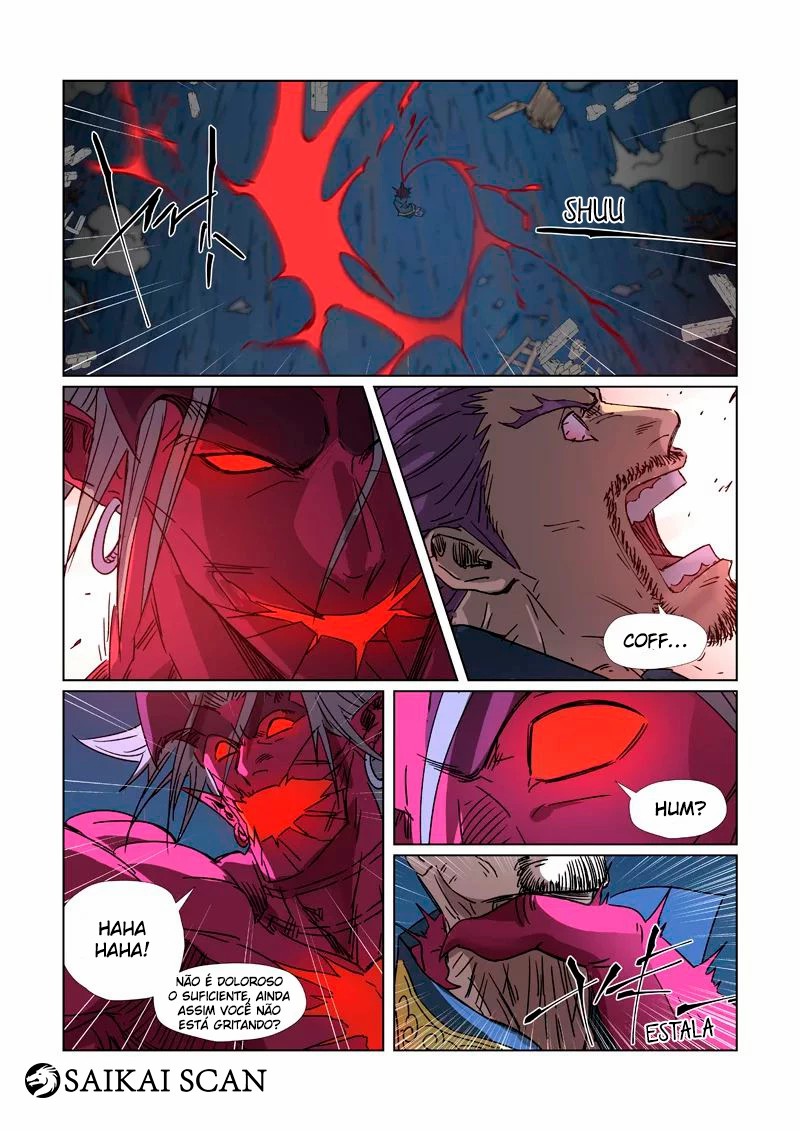 SHUU
COFF...
HUM?
HAHA
HAHA!
NÃO É DOLOROSO
O SUFICIENTE, AINDA
ASSIM VOCÊ NÃO
ESTÁ GRITANDO?
ESTALA
SAIKAI SCAN